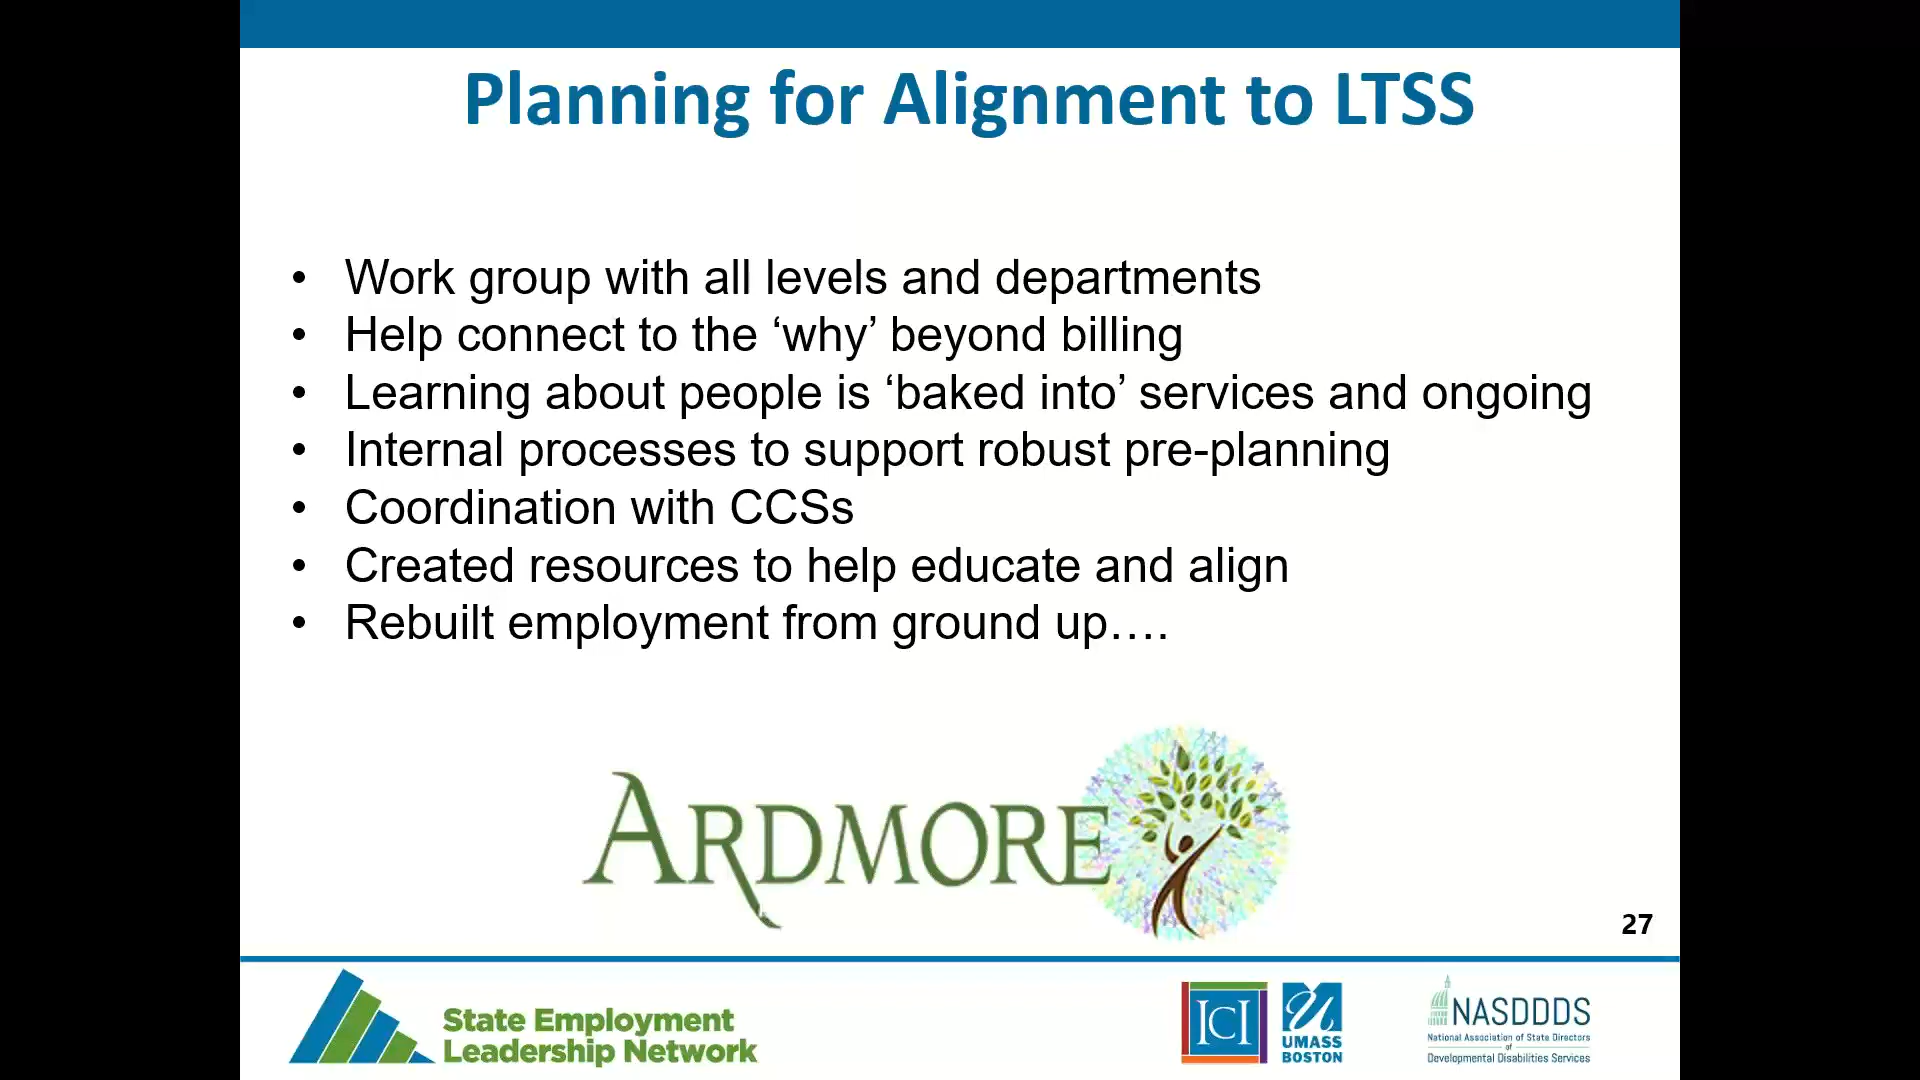 Planning for Alignment to LTSS
• Work group with all levels and departments
• Help connect to the ‘why’ beyond billing
• Learning about people is ‘baked into’ services and ongoing
• Internal processes to support robust pre-planning
• Coordination with CCSs
• Created resources to help educate and align
• Rebuilt employment from ground up….
ARDMORE
27
State Employment
Leadership Network
ICI
UMASS
BOSTON
NASDDDS
National Association of State Directors
of
Developmental Disabilities Services